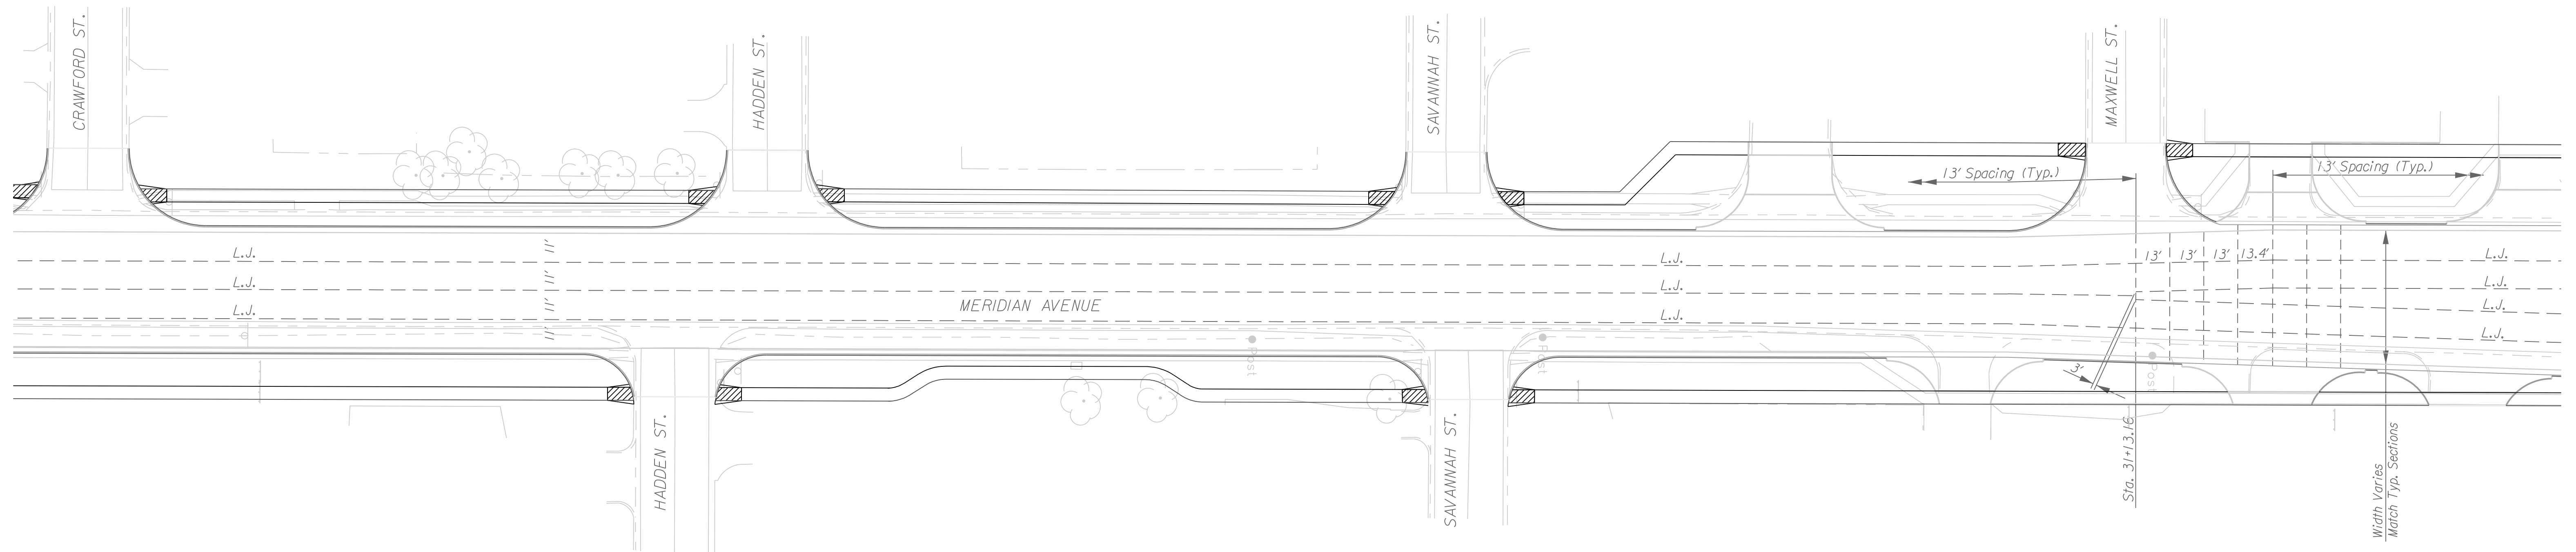 CRAWFORD ST.
HADDEN ST.
SAVANNAH ST.
MAXWELL ST.
13' Spacing (Typ.)
13' Spacing (Typ.)
L.J.
L.J.
L.J.
11'
11'
11'
11'
MERIDIAN AVENUE
L.J.
L.J.
L.J.
13'
13'
13'
13.4'
L.J.
L.J.
L.J.
L.J.
Post
Post
Post
3'
HADDEN ST.
SAVANNAH ST.
Sta. 31+13.16
Width Varies
Match Typ. Sections